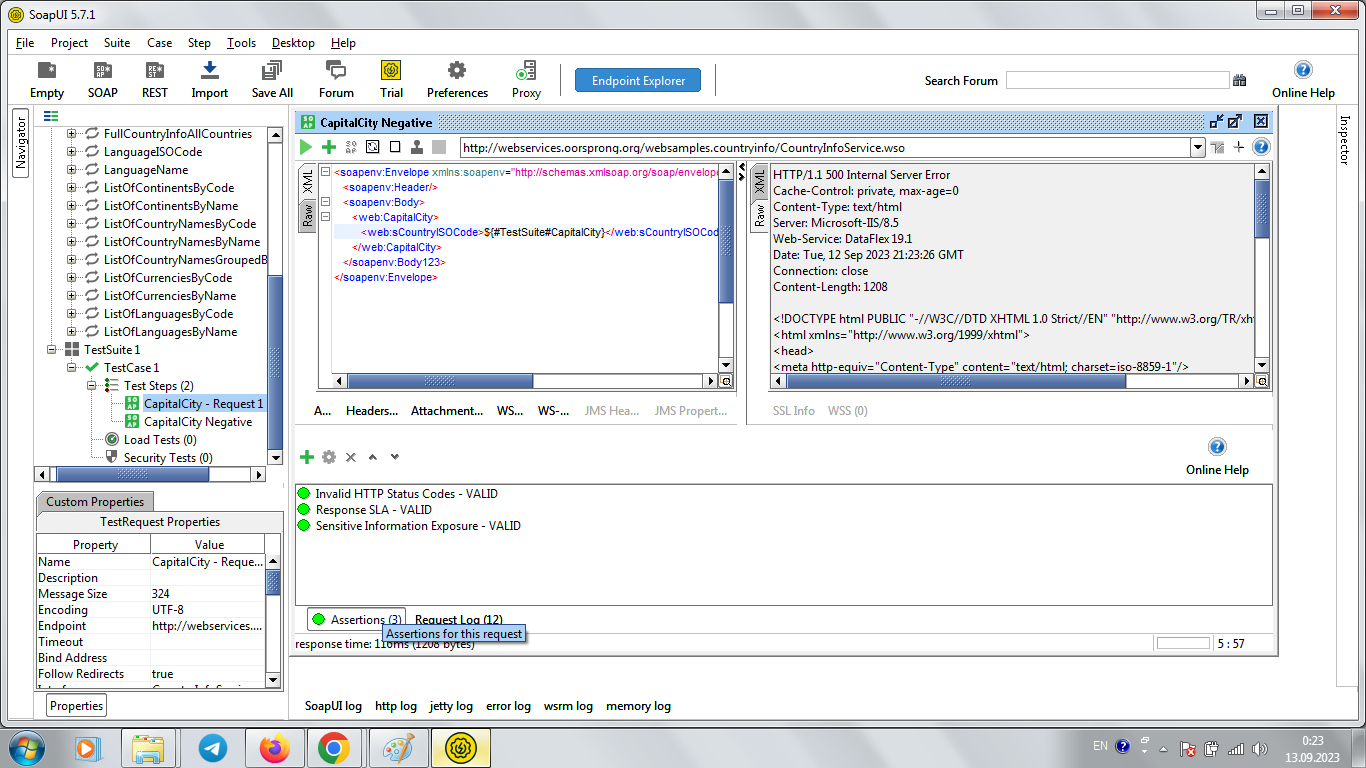 SoapUI 5.7.1
File Project Suite Case Step Tools Desktop Help
Empty SOAP REST Import Save All Forum Trial Preferences Proxy Endpoint Explorer Search Forum Online Help
Navigator
FullCountryInfoAllCountries
LanguageISOCode
LanguageName
ListOfContinentsByCode
ListOfContinentsByName
ListOfCountryNamesByCode
ListOfCountryNamesByName
ListOfCountryNamesGroupedB
ListOfCurrenciesByCode
ListOfCurrenciesByName
ListOfLanguagesByCode
ListOfLanguagesByName
TestSuite 1
TestCase 1
Test Steps (2)
CapitalCity - Request 1
CapitalCity Negative
Load Tests (0)
Security Tests (0)
Custom Properties
TestRequest Properties
Property Value
Name CapitalCity - Reque...
Description
Message Size 324
Encoding UTF-8
Endpoint http://webservices....
Timeout
Bind Address
Follow Redirects true
Properties
CapitalCity Negative
http://webservices.oorsprong.org/websamples.countryinfo/CountryInfoService.wso
XML
Raw
<soapenv:Envelope xmlns:soapenv="http://schemas.xmlsoap.org/soap/envelope
<soapenv:Header/>
<soapenv:Body>
<web:CapitalCity>
<web:sCountryISOCode>${#TestSuite#CapitalCity}</web:sCountryISOCod
</web:CapitalCity>
</soapenv:Body123>
</soapenv:Envelope>
A... Headers... Attachment... WS... WS-... JMS Hea... JMS Propert...
XML
Raw
HTTP/1.1 500 Internal Server Error
Cache-Control: private, max-age=0
Content-Type: text/html
Server: Microsoft-IIS/8.5
Web-Service: DataFlex 19.1
Date: Tue, 12 Sep 2023 21:23:26 GMT
Connection: close
Content-Length: 1208
<!DOCTYPE html PUBLIC "-//W3C//DTD XHTML 1.0 Strict//EN" "http://www.w3.org/TR/xht
<html xmlns="http://www.w3.org/1999/xhtml">
<head>
<meta http-equiv="Content-Type" content="text/html; charset=iso-8859-1"/>
SSL Info WSS (0)
Online Help
Invalid HTTP Status Codes - VALID
Response SLA - VALID
Sensitive Information Exposure - VALID
Assertions (3) Request Log (12)
Assertions for this request
response time: 116ms (1208 bytes)
5 : 57
Inspector
SoapUI log http log jetty log error log wsrm log memory log
EN
0:23
13.09.2023